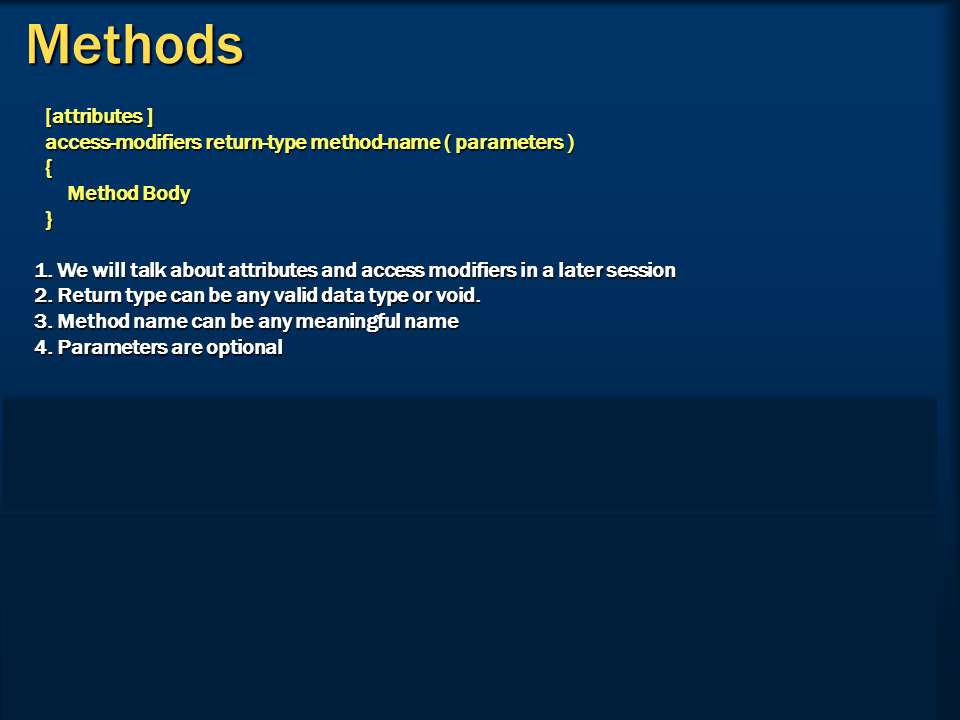 Methods
[attributes ]
access-modifiers return-type method-name ( parameters )
{
Method Body
}
1. We will talk about attributes and access modifiers in a later session
2. Return type can be any valid data type or void.
3. Method name can be any meaningful name
4. Parameters are optional